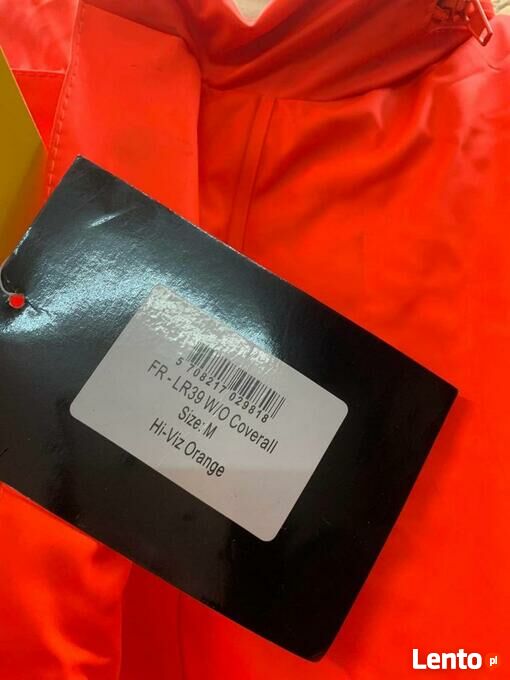 5 708217 029818
FR - LR39 W/O Coverall
Size: M
Hi-Viz Orange
Lento pl